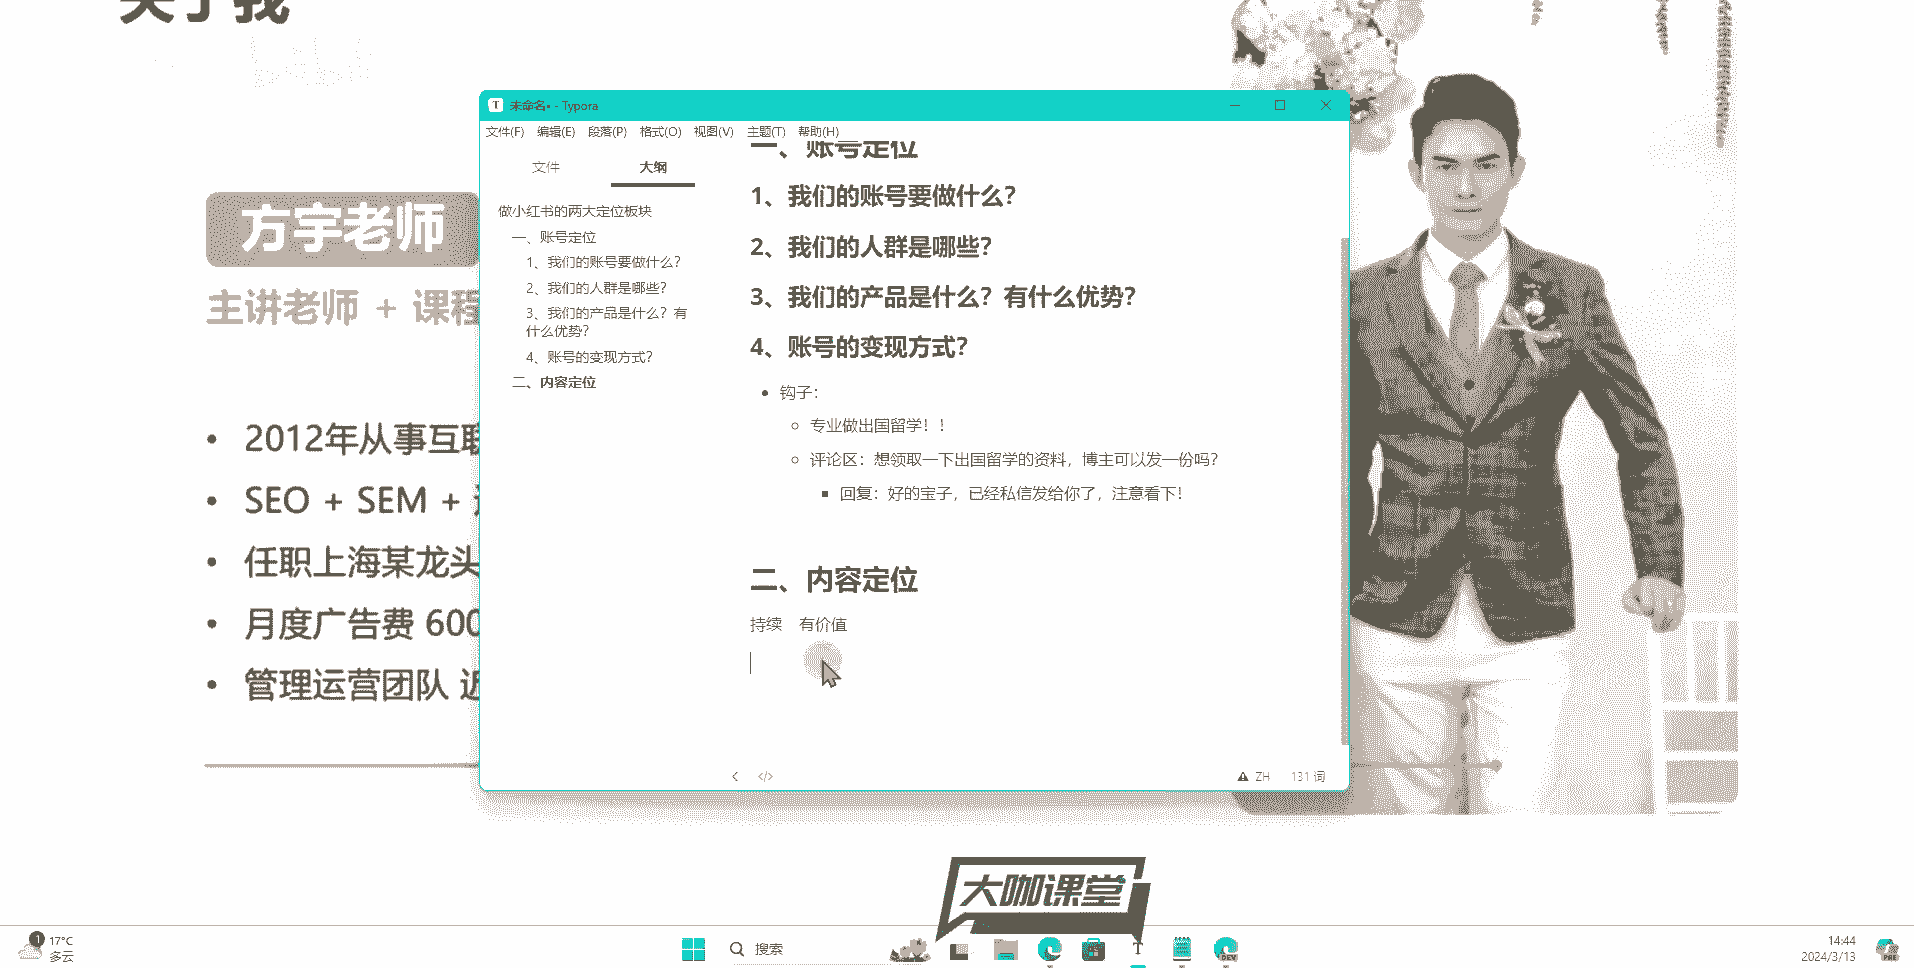 关于我
方宇老师
主讲老师 + 课程
2012年从事互联
SEO + SEM +
任职上海某龙头
月度广告费 600
管理运营团队 近
未命名• - Typora
文件(F) 编辑(E) 段落(P) 格式(O) 视图(V) 主题(T) 帮助(H)
文件 大纲
做小红书的两大定位板块
一、账号定位
1、我们的账号要做什么?
2、我们的人群是哪些?
3、我们的产品是什么? 有
什么优势?
4、账号的变现方式?
二、内容定位
一、账号定位
1、我们的账号要做什么?
2、我们的人群是哪些?
3、我们的产品是什么? 有什么优势?
4、账号的变现方式?
钩子:
专业做出国留学! !
评论区: 想领取一下出国留学的资料, 博主可以发一份吗?
回复: 好的宝子, 已经私信发给你了, 注意看下!
二、内容定位
持续 有价值
ZH 131 词
大咖课堂
1
17°C
多云
搜索
DEV
14:44
2024/3/13
PRE